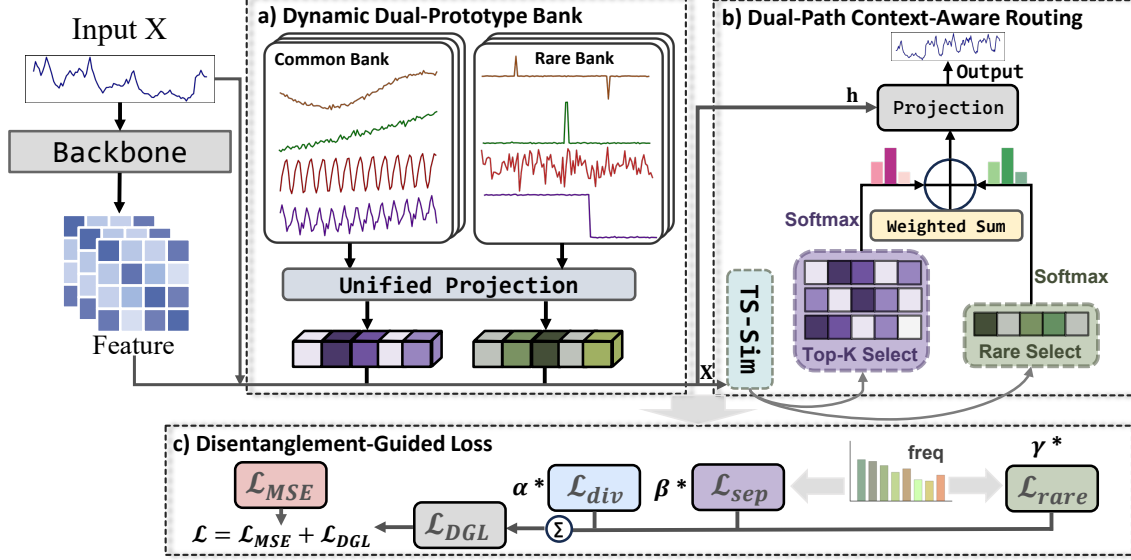 Input X
Backbone
Feature
a) Dynamic Dual-Prototype Bank
Common Bank
Rare Bank
Unified Projection
b) Dual-Path Context-Aware Routing
Output
h
Projection
Softmax
Weighted Sum
Softmax
X
TS-Sim
Top-K Select
Rare Select
c) Disentanglement-Guided Loss
ℒ_MSE
α *
ℒ_div
β *
ℒ_sep
freq
γ *
ℒ_rare
ℒ = ℒ_MSE + ℒ_DGL
ℒ_DGL
Σ